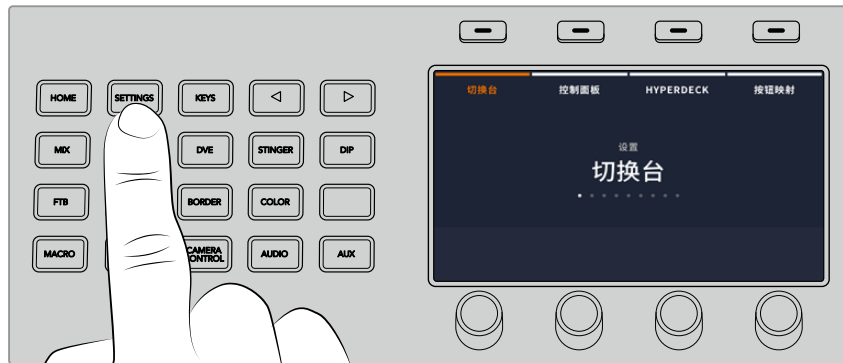 切换台 控制面板 HYPERDECK 按钮映射
HOME SETTINGS KEYS
设置
切换台
MIX DVE STINGER DIP
FTB BORDER COLOR
MACRO CAMERA CONTROL AUDIO AUX